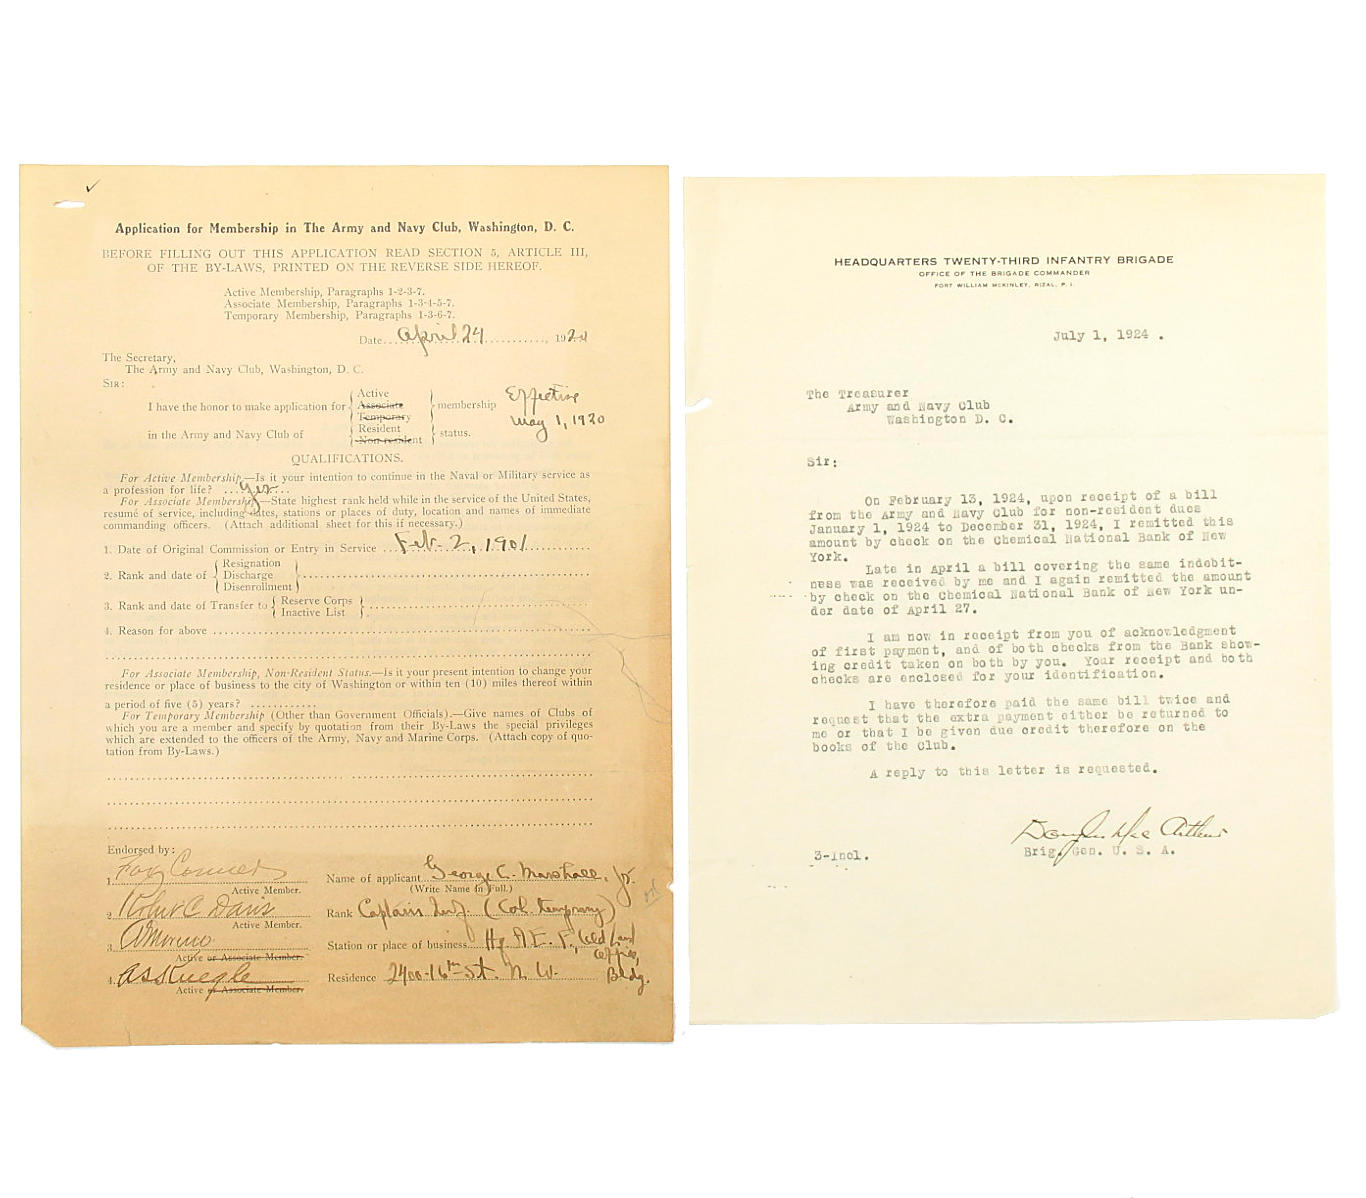 Application for Membership in The Army and Navy Club, Washington, D. C.
BEFORE FILLING OUT THIS APPLICATION READ SECTION 5, ARTICLE III,
OF THE BY-LAWS, PRINTED ON THE REVERSE SIDE HEREOF.
Active Membership, Paragraphs 1-2-3-7.
Associate Membership, Paragraphs 1-3-4-5-7.
Temporary Membership, Paragraphs 1-3-6-7.
Date April 24, 1920
The Secretary,
The Army and Navy Club, Washington, D. C.
SIR:
Active
I have the honor to make application for Associate membership Effective
Temporary May 1, 1920
Resident
in the Army and Navy Club of status.
Non-resident
QUALIFICATIONS.
For Active Membership.—Is it your intention to continue in the Naval or Military service as
a profession for life? Yes
For Associate Membership.—State highest rank held while in the service of the United States,
resumé of service, including dates, stations or places of duty, location and names of immediate
commanding officers. (Attach additional sheet for this if necessary.)
1. Date of Original Commission or Entry in Service Feb. 2, 1901
Resignation
2. Rank and date of Discharge
Disenrollment
3. Rank and date of Transfer to Reserve Corps
Inactive List
4. Reason for above
For Associate Membership, Non-Resident Status.—Is it your present intention to change your
residence or place of business to the city of Washington or within ten (10) miles thereof within
a period of five (5) years?
For Temporary Membership (Other than Government Officials).—Give names of Clubs of
which you are a member and specify by quotation from their By-Laws the special privileges
which are extended to the officers of the Army, Navy and Marine Corps. (Attach copy of quo-
tation from By-Laws.)
Endorsed by:
1. Fox Conner
Active Member.
2. Robert C Davis
Active Member.
3.
Active or Associate Member.
4. AS Kuegle
Active or Associate Member.
Name of applicant George C. Marshall, Jr.
(Write Name in Full.)
Rank Captain Inf. (Col. temporary)
Station or place of business Hq A. E. F., Old Land
Office,
Bldg.
Residence 2400-16th St. N. W.
HEADQUARTERS TWENTY-THIRD INFANTRY BRIGADE
OFFICE OF THE BRIGADE COMMANDER
FORT WILLIAM McKINLEY, RIZAL, P. I.
July 1, 1924 .
The Treasurer
Army and Navy Club
Washington D. C.
Sir:
On February 13, 1924, upon receipt of a bill
from the Army and Navy Club for non-resident dues
January 1, 1924 to December 31, 1924, I remitted this
amount by check on the Chemical National Bank of New
York.
Late in April a bill covering the same indebit-
ness was received by me and I again remitted the amount
by check on the Chemical National Bank of New York un-
der date of April 27.
I am now in receipt from you of acknowledgment
of first payment, and of both checks from the Bank show-
ing credit taken on both by you. Your receipt and both
checks are enclosed for your identification.
I have therefore paid the same bill twice and
request that the extra payment either be returned to
me or that I be given due credit therefore on the
books of the Club.
A reply to this letter is requested.
Douglas MacArthur
Brig. Gen. U. S. A.
3-Incl.